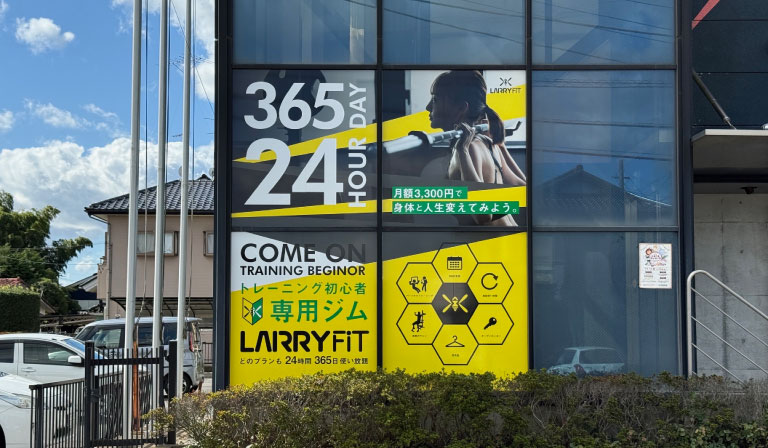 365 DAY
24 HOUR
LARRYFIT
月額3,300円で
身体と人生変えてみよう。
COME ON
TRAINING BEGINOR
トレーニング初心者
専用ジム
LARRYFIT
どのプランも24時間365日使い放題